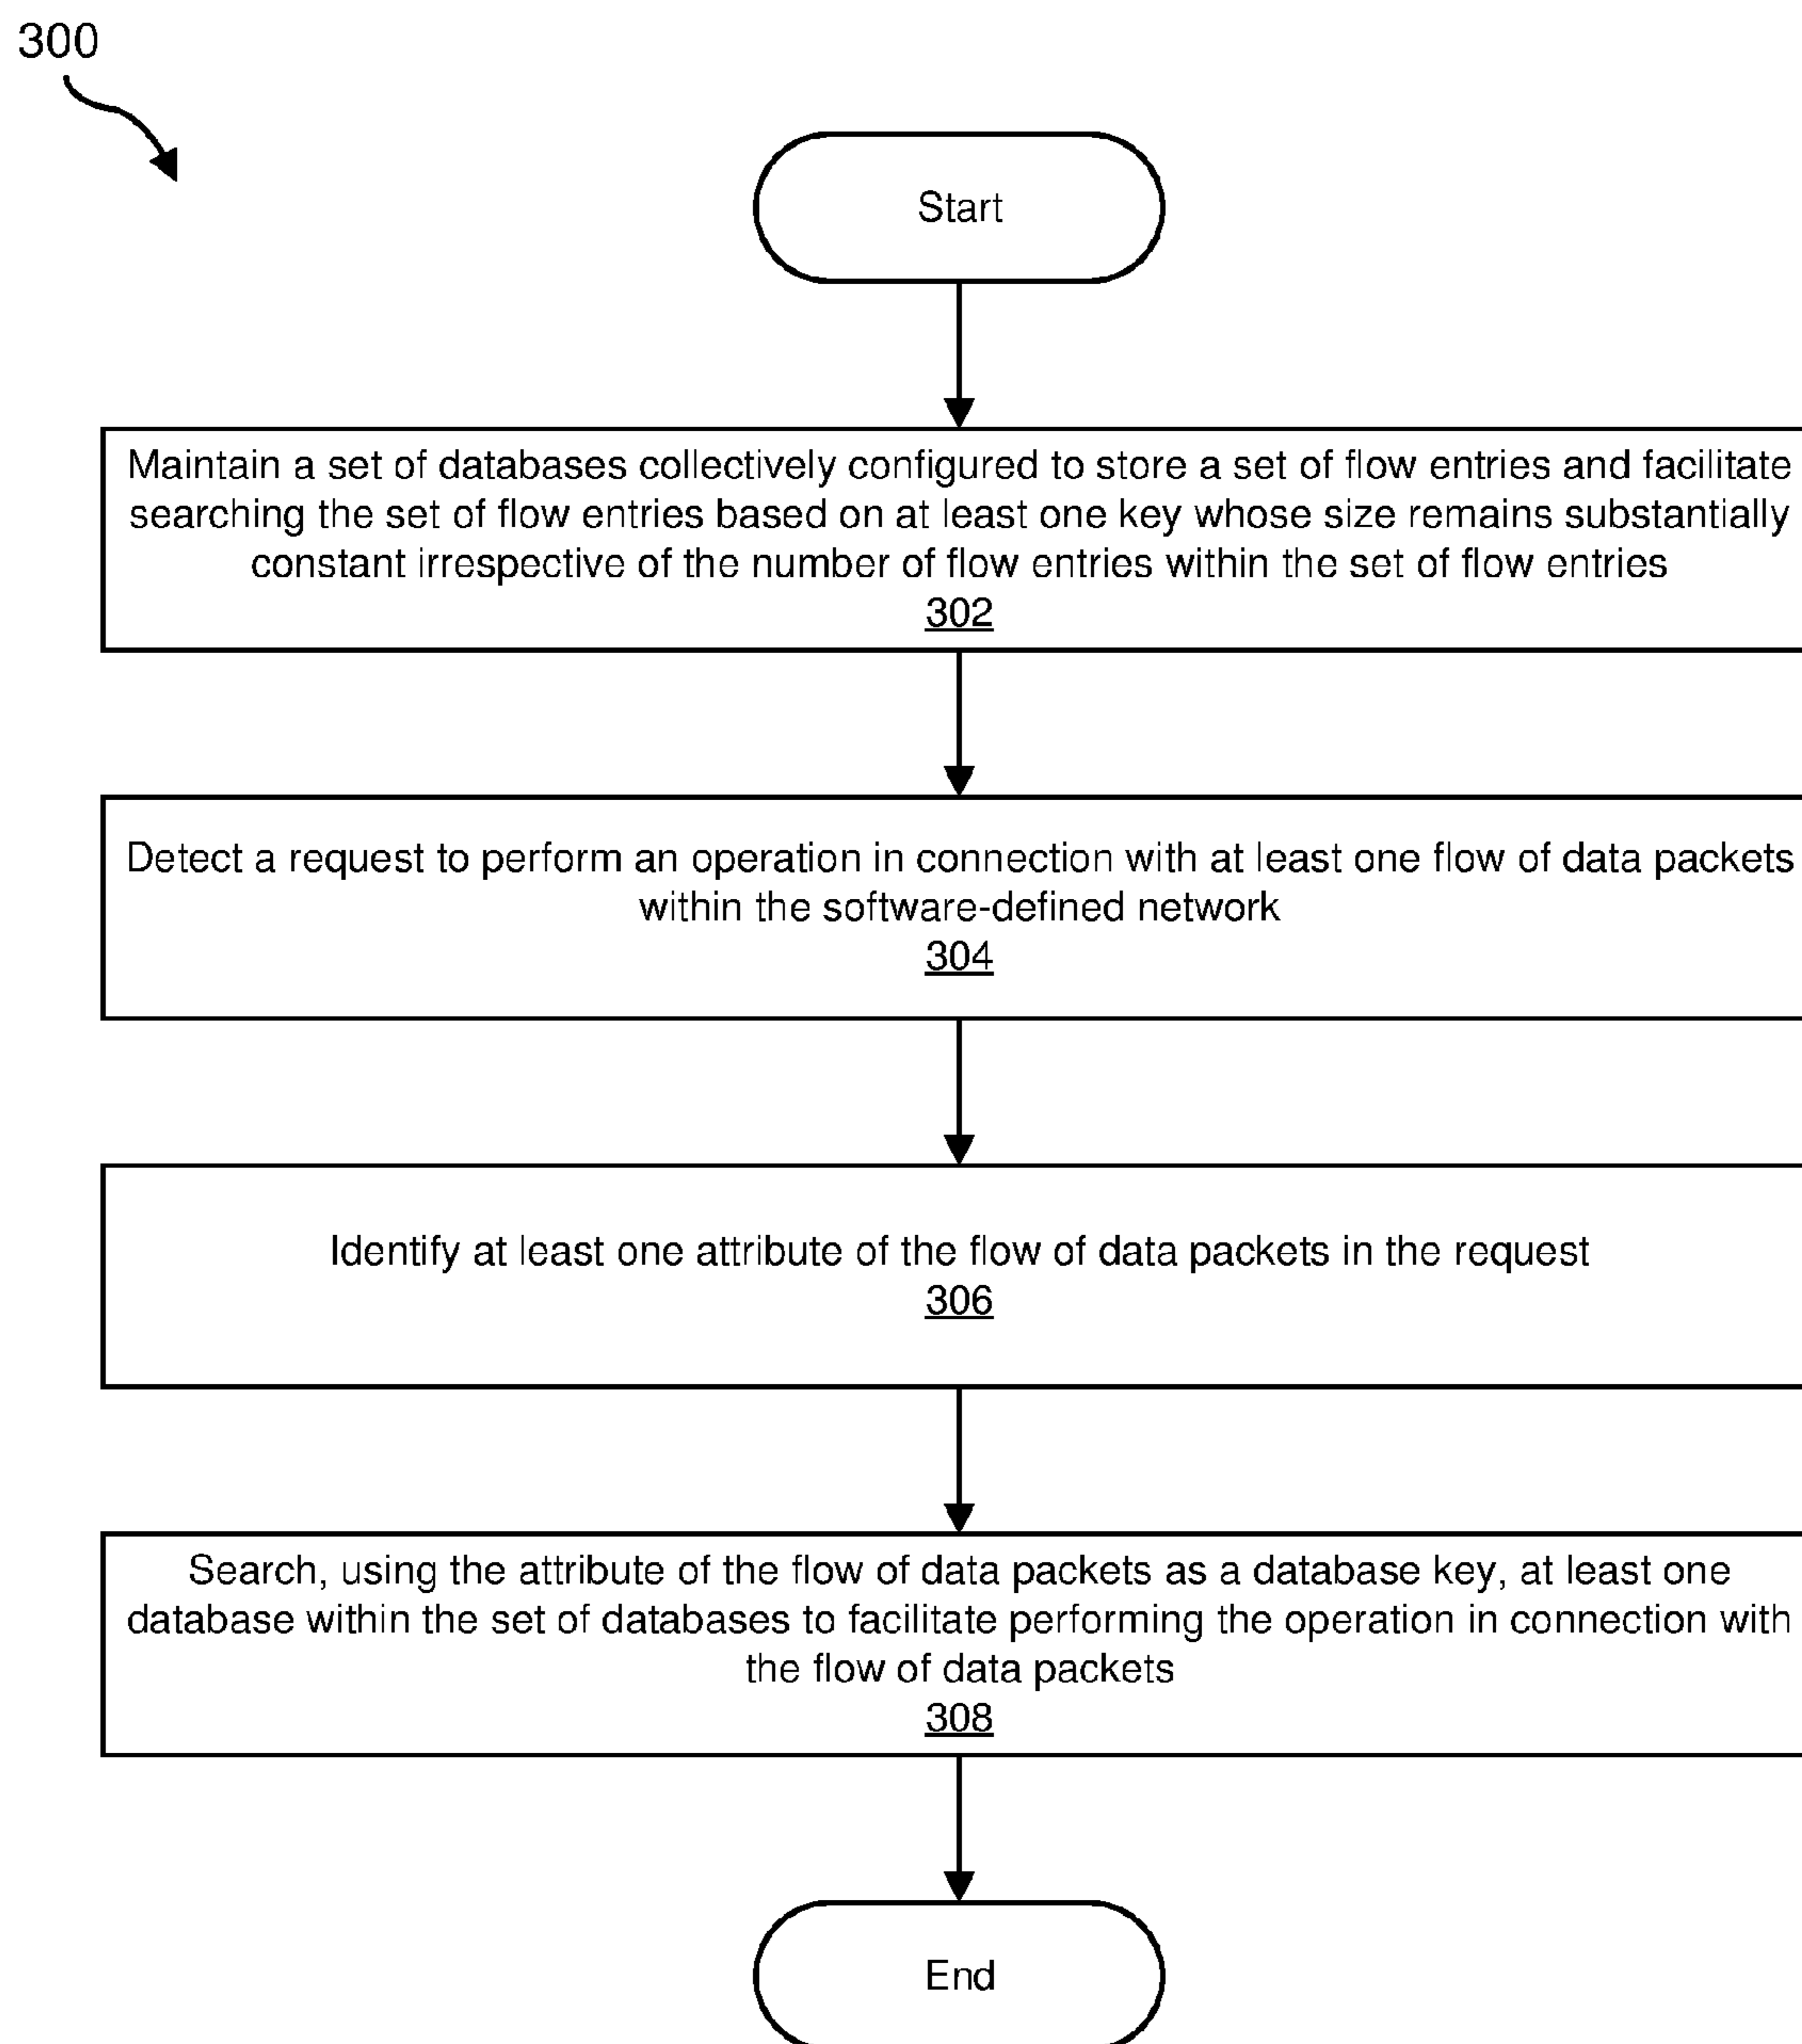 300
Start
Maintain a set of databases collectively configured to store a set of flow entries and facilitate
searching the set of flow entries based on at least one key whose size remains substantially
constant irrespective of the number of flow entries within the set of flow entries
302
Detect a request to perform an operation in connection with at least one flow of data packets
within the software-defined network
304
Identify at least one attribute of the flow of data packets in the request
306
Search, using the attribute of the flow of data packets as a database key, at least one
database within the set of databases to facilitate performing the operation in connection with
the flow of data packets
308
End